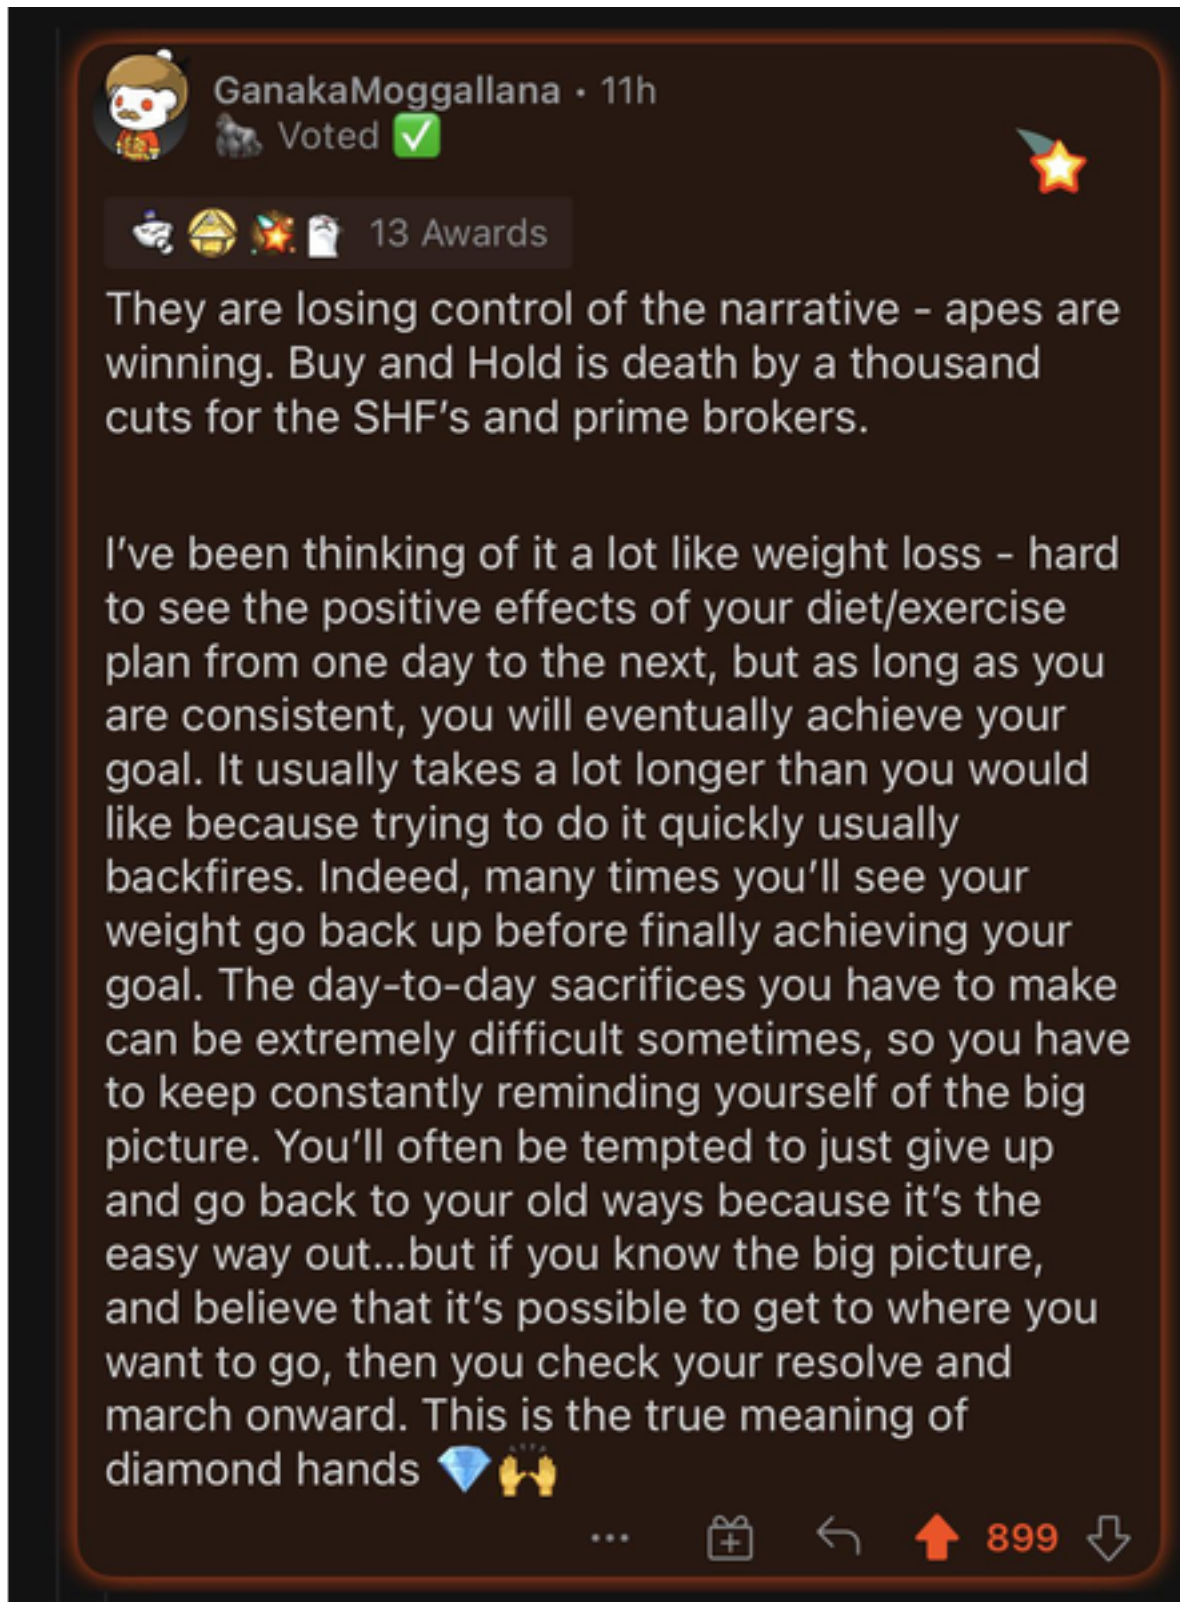 GanakaMoggallana • 11h
🦍 Voted ✅
13 Awards
They are losing control of the narrative - apes are
winning. Buy and Hold is death by a thousand
cuts for the SHF’s and prime brokers.
I’ve been thinking of it a lot like weight loss - hard
to see the positive effects of your diet/exercise
plan from one day to the next, but as long as you
are consistent, you will eventually achieve your
goal. It usually takes a lot longer than you would
like because trying to do it quickly usually
backfires. Indeed, many times you’ll see your
weight go back up before finally achieving your
goal. The day-to-day sacrifices you have to make
can be extremely difficult sometimes, so you have
to keep constantly reminding yourself of the big
picture. You’ll often be tempted to just give up
and go back to your old ways because it’s the
easy way out...but if you know the big picture,
and believe that it’s possible to get to where you
want to go, then you check your resolve and
march onward. This is the true meaning of
diamond hands 💎🙌
899